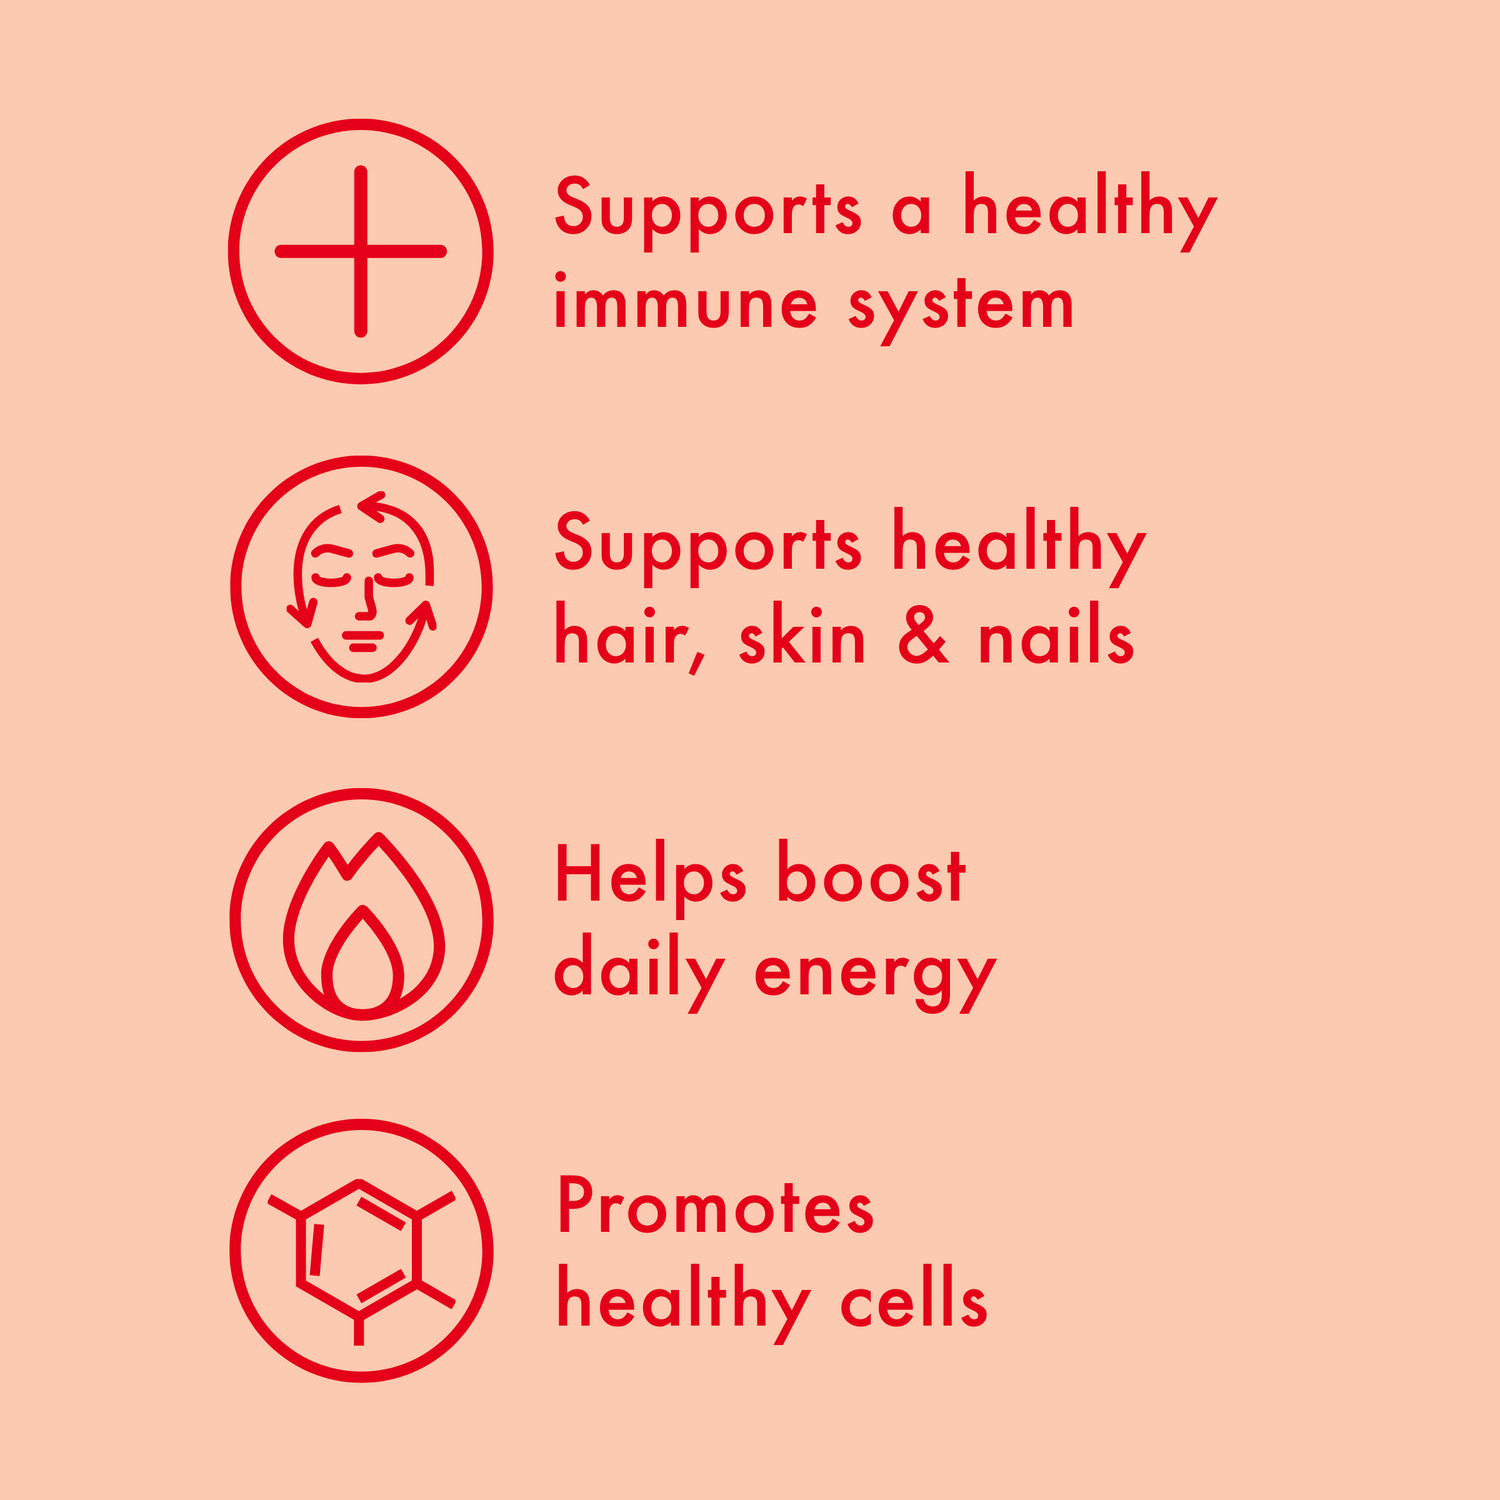 Supports a healthy
immune system
Supports healthy
hair, skin & nails
Helps boost
daily energy
Promotes
healthy cells